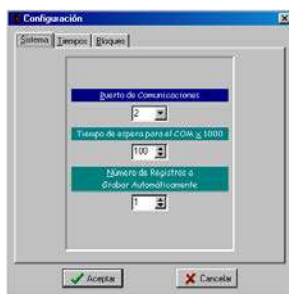 Configuración
Sistema Tiempos Bloques
Puerto de Comunicaciones
2
Tiempo de espera para el COM x 1000
100
Número de Registros a
Grabar Automáticamente
1
Aceptar Cancelar